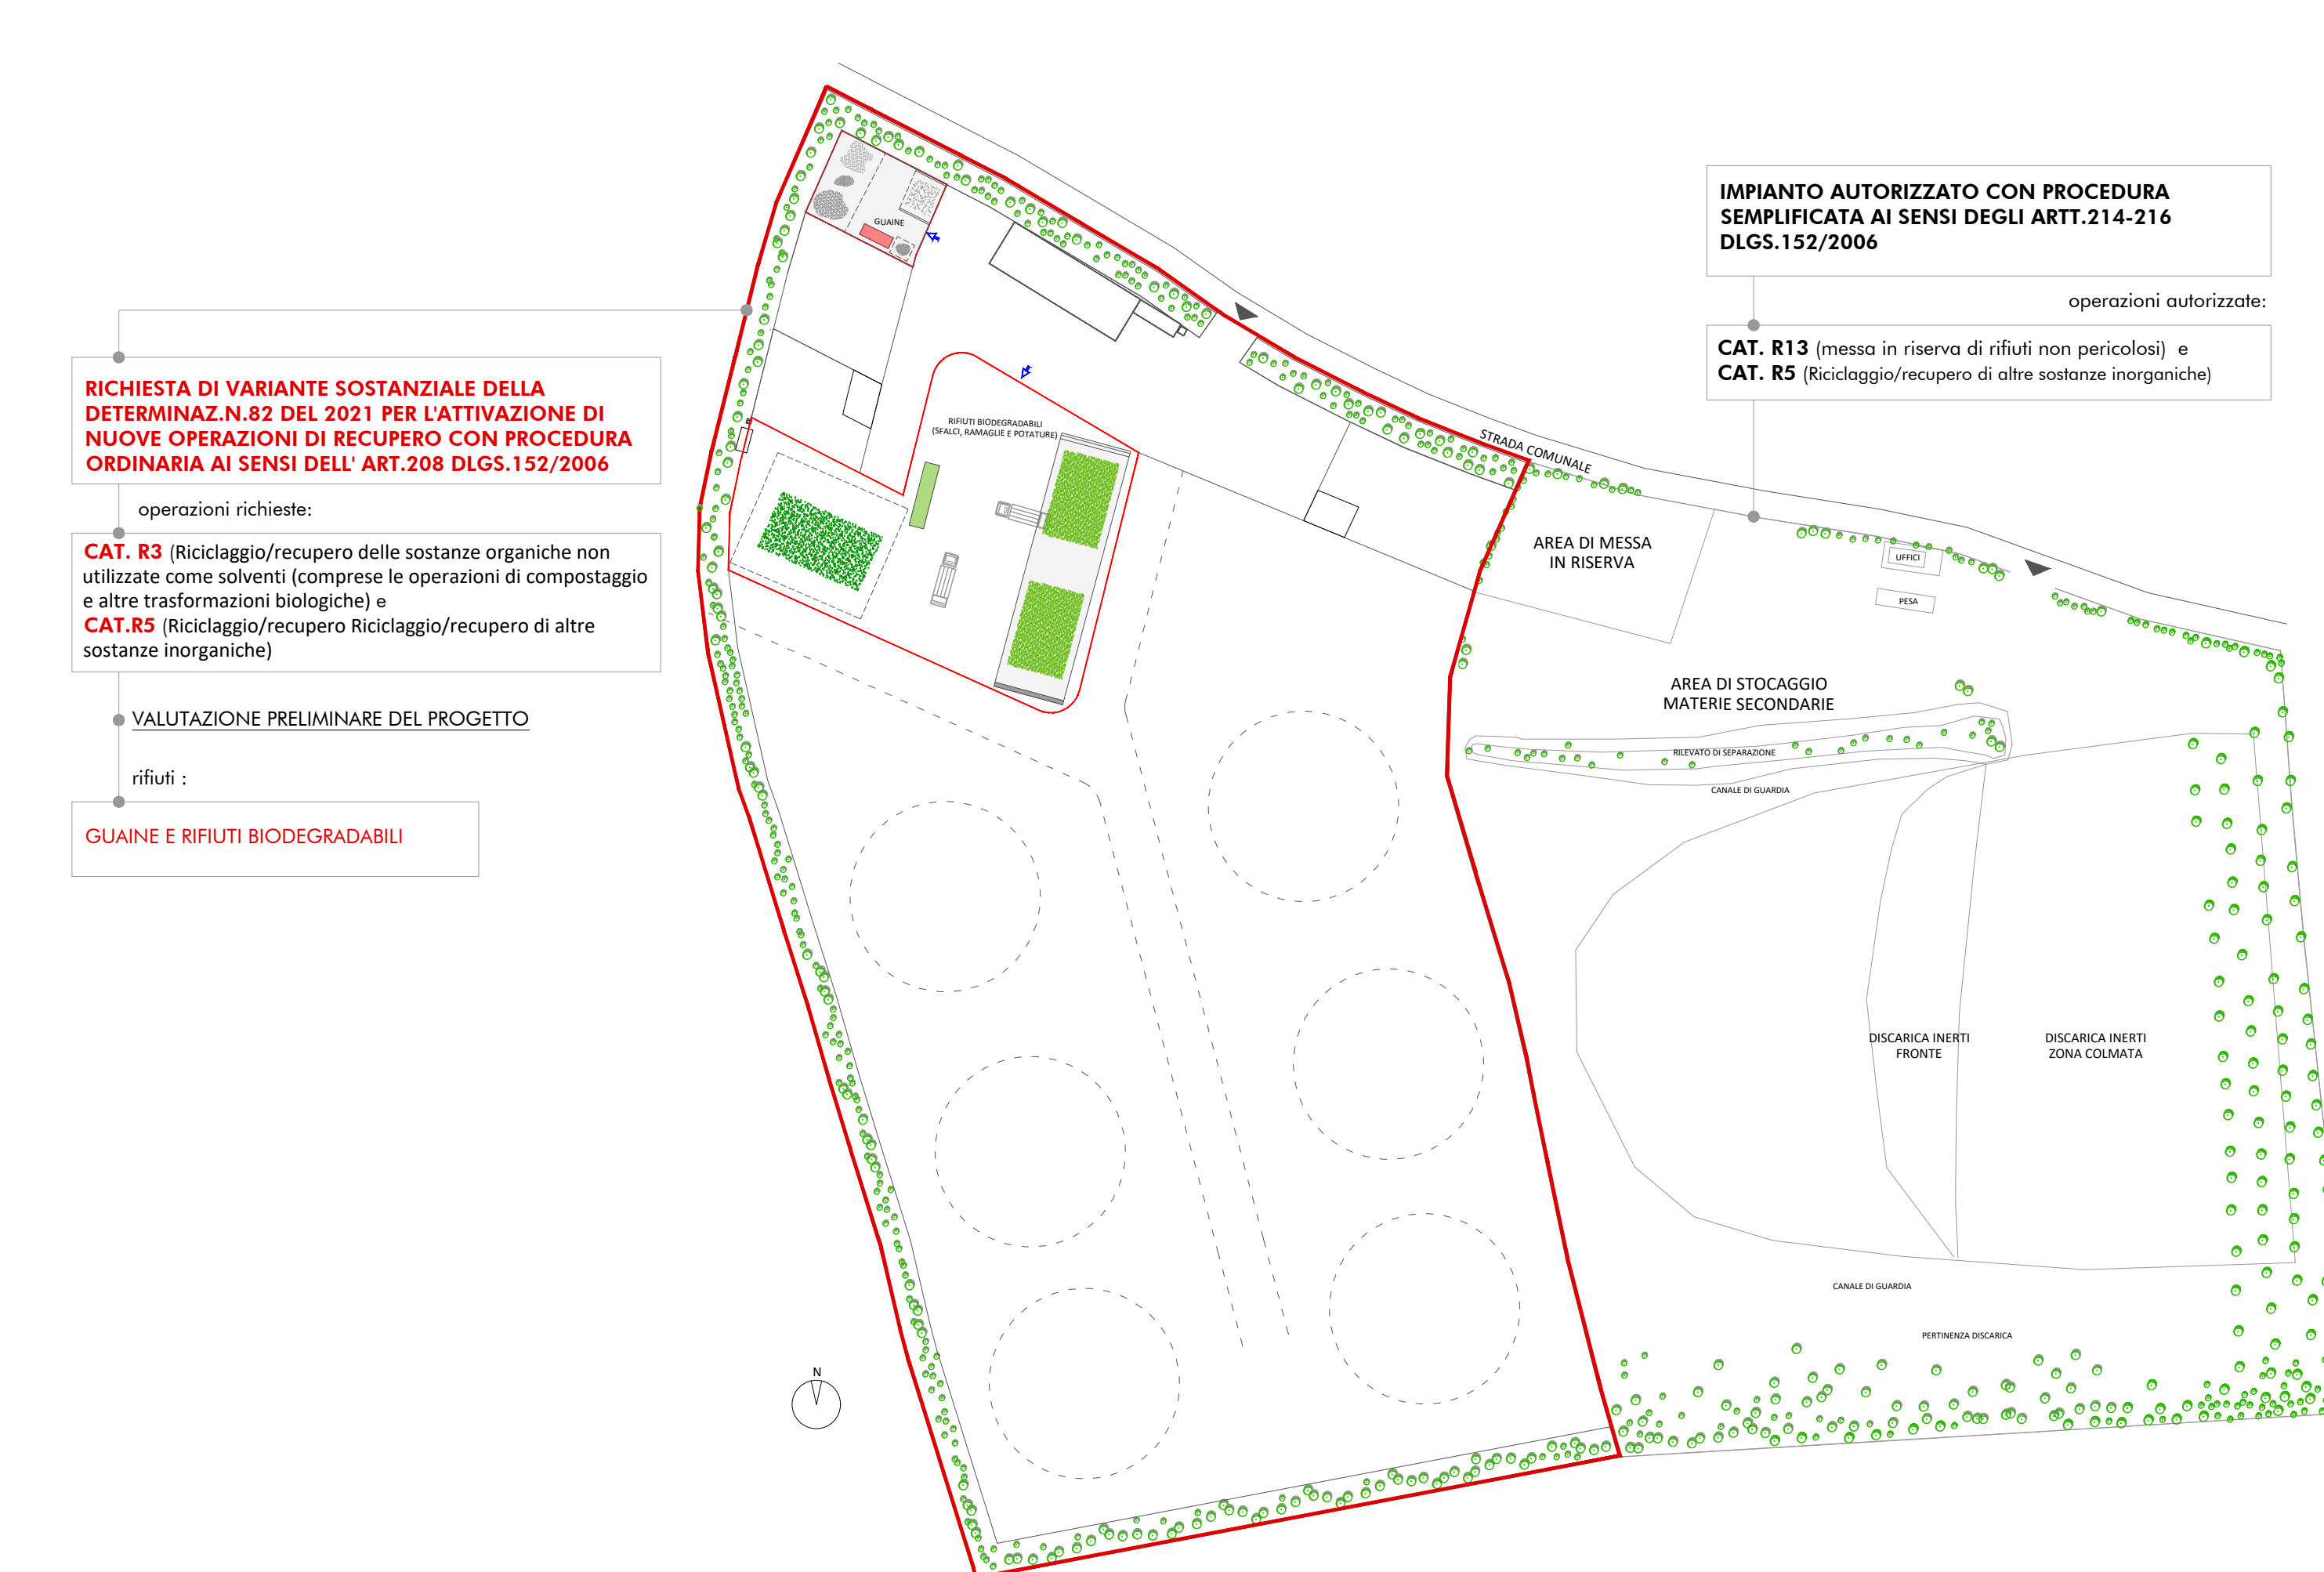 IMPIANTO AUTORIZZATO CON PROCEDURA
SEMPLIFICATA AI SENSI DEGLI ARTT.214-216
DLGS.152/2006
operazioni autorizzate:
CAT. R13 (messa in riserva di rifiuti non pericolosi) e
CAT. R5 (Riciclaggio/recupero di altre sostanze inorganiche)
RICHIESTA DI VARIANTE SOSTANZIALE DELLA
DETERMINAZ.N.82 DEL 2021 PER L'ATTIVAZIONE DI
NUOVE OPERAZIONI DI RECUPERO CON PROCEDURA
ORDINARIA AI SENSI DELL' ART.208 DLGS.152/2006
operazioni richieste:
CAT. R3 (Riciclaggio/recupero delle sostanze organiche non
utilizzate come solventi (comprese le operazioni di compostaggio
e altre trasformazioni biologiche) e
CAT.R5 (Riciclaggio/recupero Riciclaggio/recupero di altre
sostanze inorganiche)
VALUTAZIONE PRELIMINARE DEL PROGETTO
rifiuti :
GUAINE E RIFIUTI BIODEGRADABILI
GUAINE
RIFIUTI BIODEGRADABILI
(SFALCI, RAMAGLIE E POTATURE)
STRADA COMUNALE
AREA DI MESSA
IN RISERVA
UFFICI
PESA
AREA DI STOCAGGIO
MATERIE SECONDARIE
RILEVATO DI SEPARAZIONE
CANALE DI GUARDIA
DISCARICA INERTI
FRONTE
DISCARICA INERTI
ZONA COLMATA
CANALE DI GUARDIA
PERTINENZA DISCARICA
N